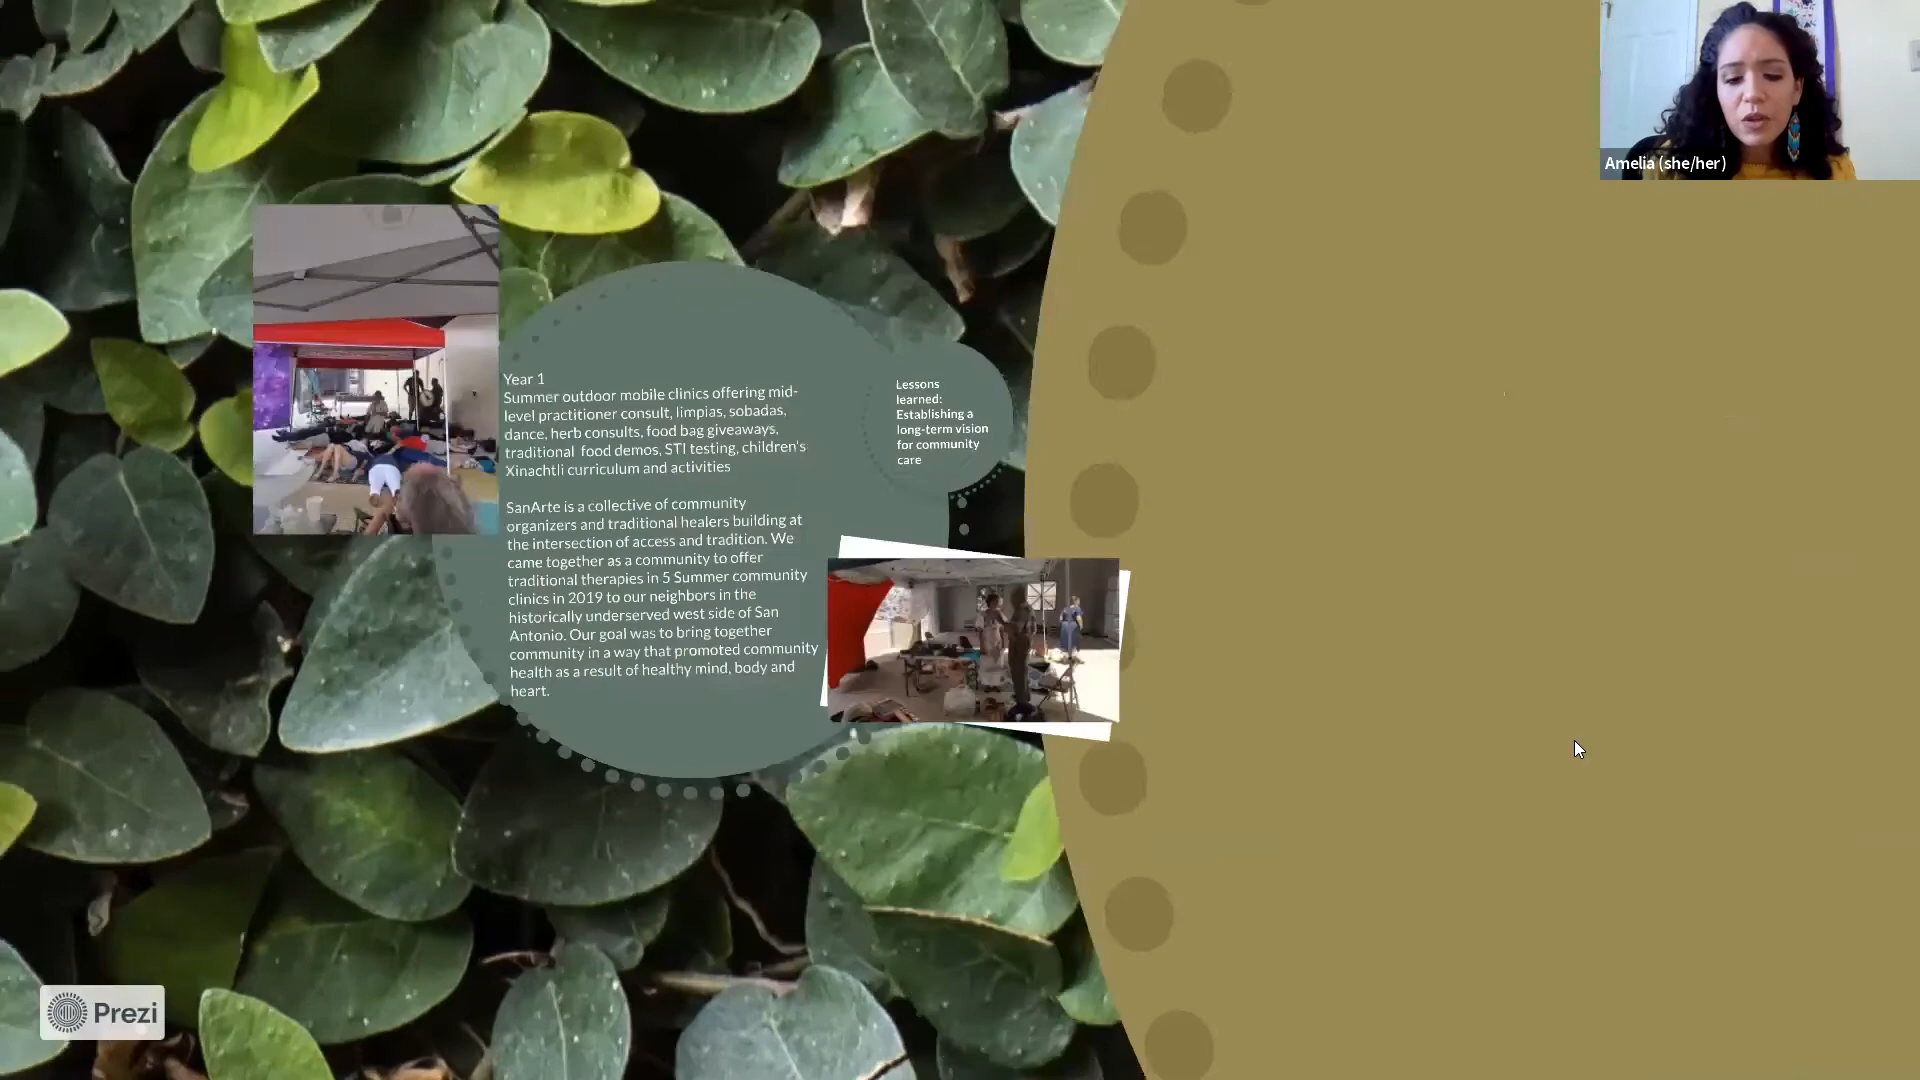 Amelia (she/her)
Year 1
Summer outdoor mobile clinics offering mid-
level practitioner consult, limpias, sobadas,
dance, herb consults, food bag giveaways,
traditional food demos, STI testing, children's
Xinachtli curriculum and activities
SanArte is a collective of community
organizers and traditional healers building at
the intersection of access and tradition. We
came together as a community to offer
traditional therapies in 5 Summer community
clinics in 2019 to our neighbors in the
historically underserved west side of San
Antonio. Our goal was to bring together
community in a way that promoted community
health as a result of healthy mind, body and
heart.
Lessons
learned:
Establishing a
long-term vision
for community
care
Prezi